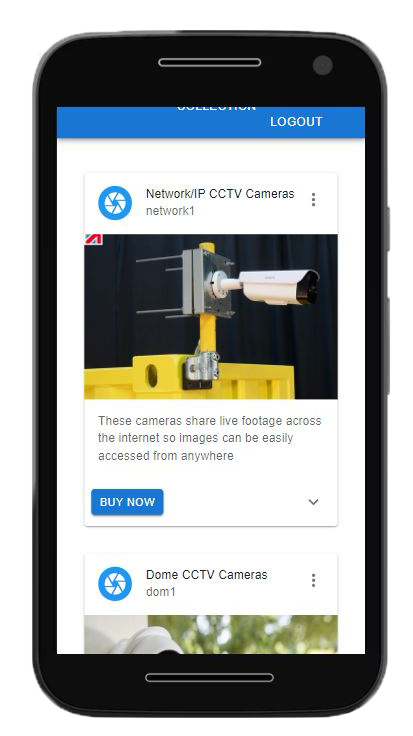 COLLECTION
LOGOUT
Network/IP CCTV Cameras
network1
These cameras share live footage across
the internet so images can be easily
accessed from anywhere
BUY NOW
Dome CCTV Cameras
dom1